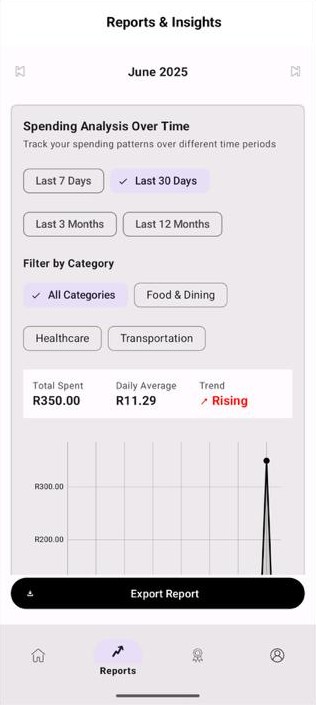 Reports & Insights
June 2025
Spending Analysis Over Time
Track your spending patterns over different time periods
Last 7 Days
Last 30 Days
Last 3 Months
Last 12 Months
Filter by Category
All Categories
Food & Dining
Healthcare
Transportation
Total Spent
Daily Average
Trend
R350.00
R11.29
Rising
R300.00
R200.00
Export Report
Reports